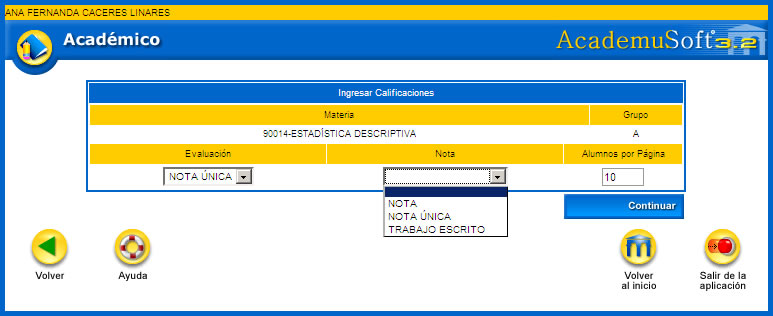 ANA FERNANDA CACERES LINARES
Académico
AcademuSoft 3.2
Ingresar Calificaciones
Materia Grupo
90014-ESTADÍSTICA DESCRIPTIVA A
Evaluación Nota Alumnos por Página
NOTA ÚNICA 10
NOTA
NOTA ÚNICA
TRABAJO ESCRITO
Continuar
Volver Ayuda Volver al inicio Salir de la aplicación